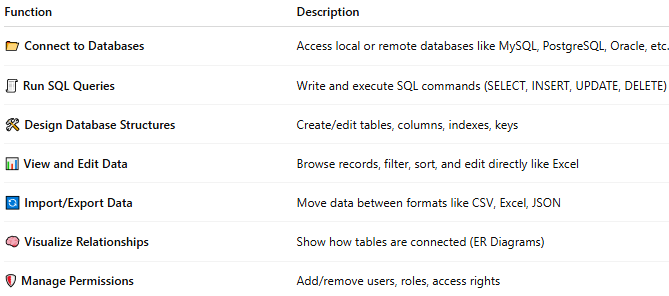 Function Description
📂 Connect to Databases Access local or remote databases like MySQL, PostgreSQL, Oracle, etc.
🧾 Run SQL Queries Write and execute SQL commands (SELECT, INSERT, UPDATE, DELETE)
🛠 Design Database Structures Create/edit tables, columns, indexes, keys
📊 View and Edit Data Browse records, filter, sort, and edit directly like Excel
🔄 Import/Export Data Move data between formats like CSV, Excel, JSON
🧠 Visualize Relationships Show how tables are connected (ER Diagrams)
🛡 Manage Permissions Add/remove users, roles, access rights